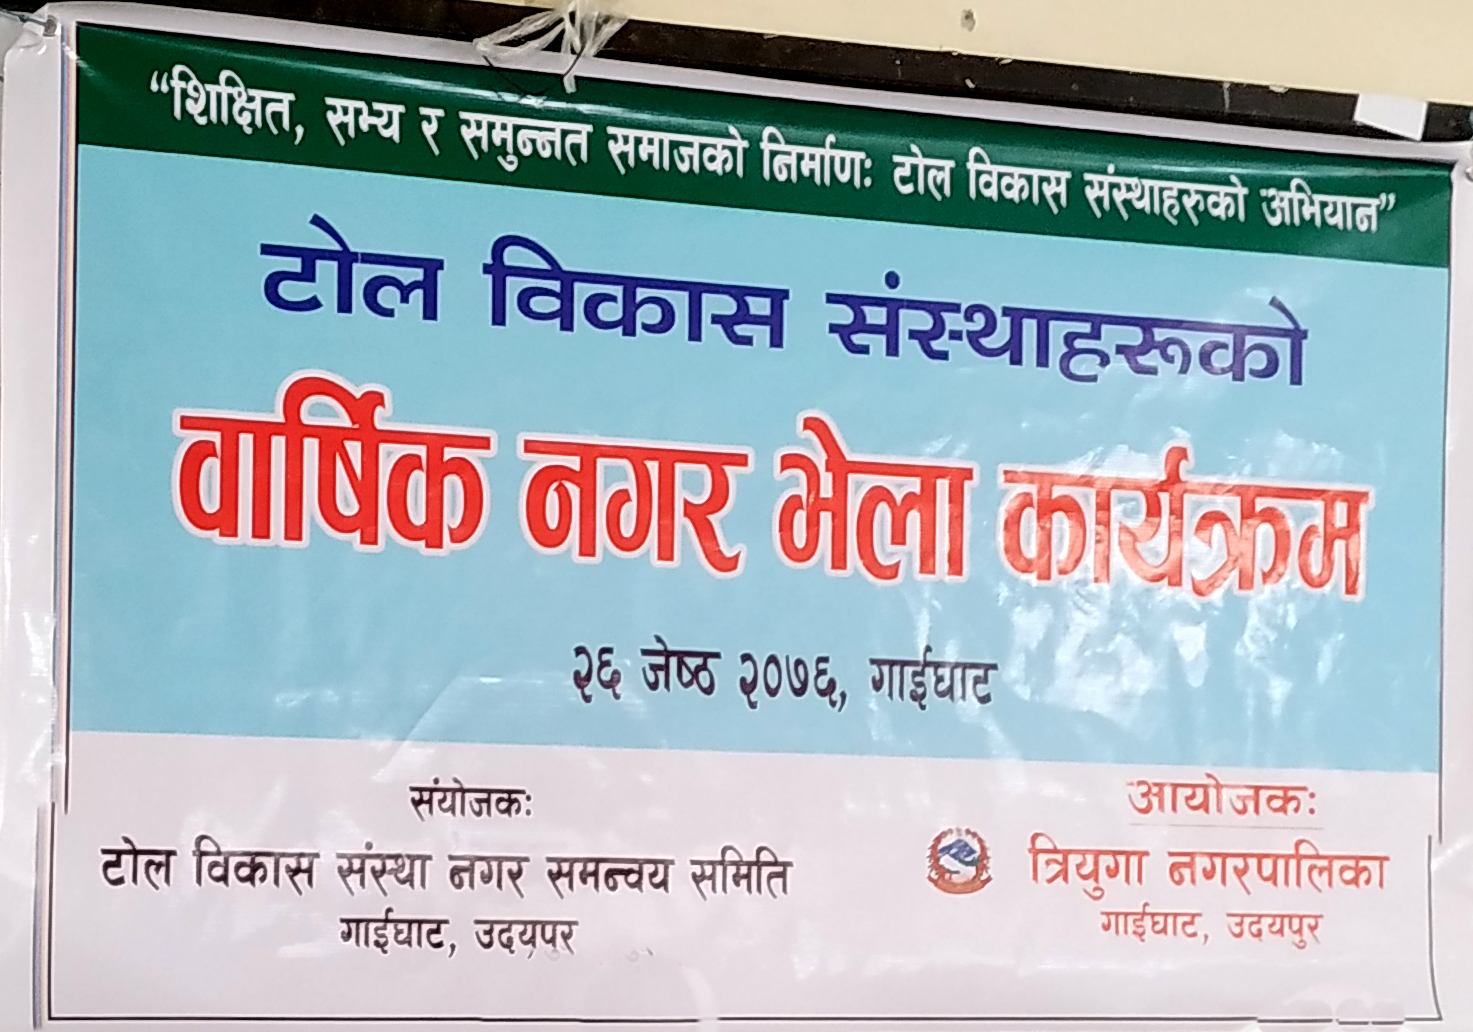 “शिक्षित, सभ्य र समुन्नत समाजको निर्माणः टोल विकास संस्थाहरुको अभियान”
टोल विकास संस्थाहरूको
वार्षिक नगर भेला कार्यक्रम
२६ जेष्ठ २०७६, गाईघाट
संयोजकः
टोल विकास संस्था नगर समन्वय समिति
गाईघाट, उदयपुर
आयोजकः
त्रियुगा नगरपालिका
गाईघाट, उदयपुर